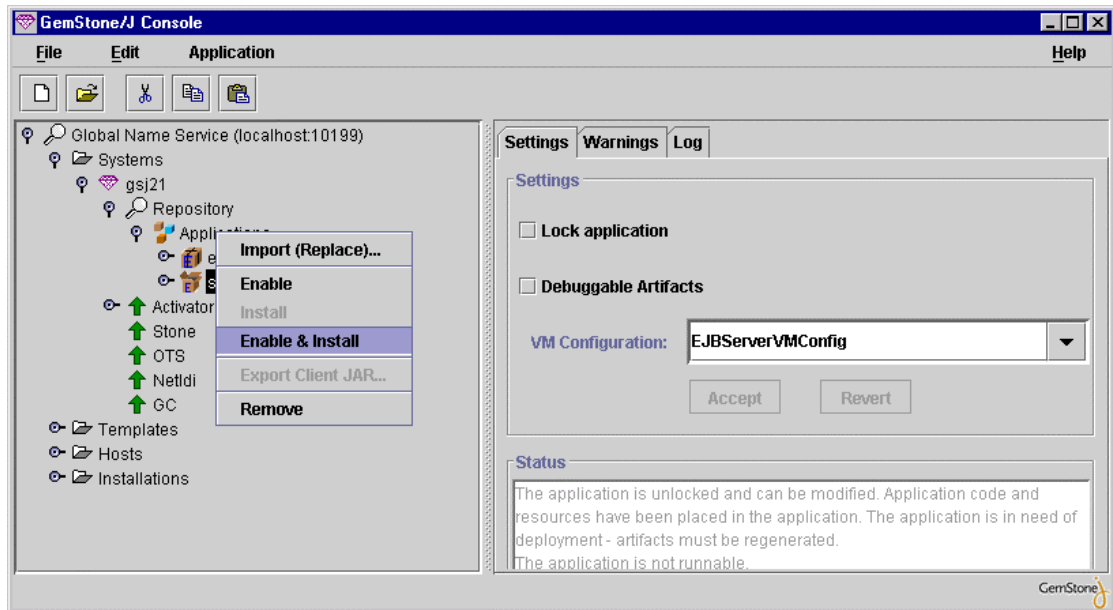 GemStone/J Console
File Edit Application Help
Global Name Service (localhost:10199)
Systems
gsj21
Repository
Applications
e
s
Activator
Stone
OTS
NetIdi
GC
Templates
Hosts
Installations
Import (Replace)...
Enable
Install
Enable & Install
Export Client JAR...
Remove
Settings Warnings Log
Settings
Lock application
Debuggable Artifacts
VM Configuration: EJBServerVMConfig
Accept Revert
Status
The application is unlocked and can be modified. Application code and
resources have been placed in the application. The application is in need of
deployment - artifacts must be regenerated.
The application is not runnable.
GemStone J